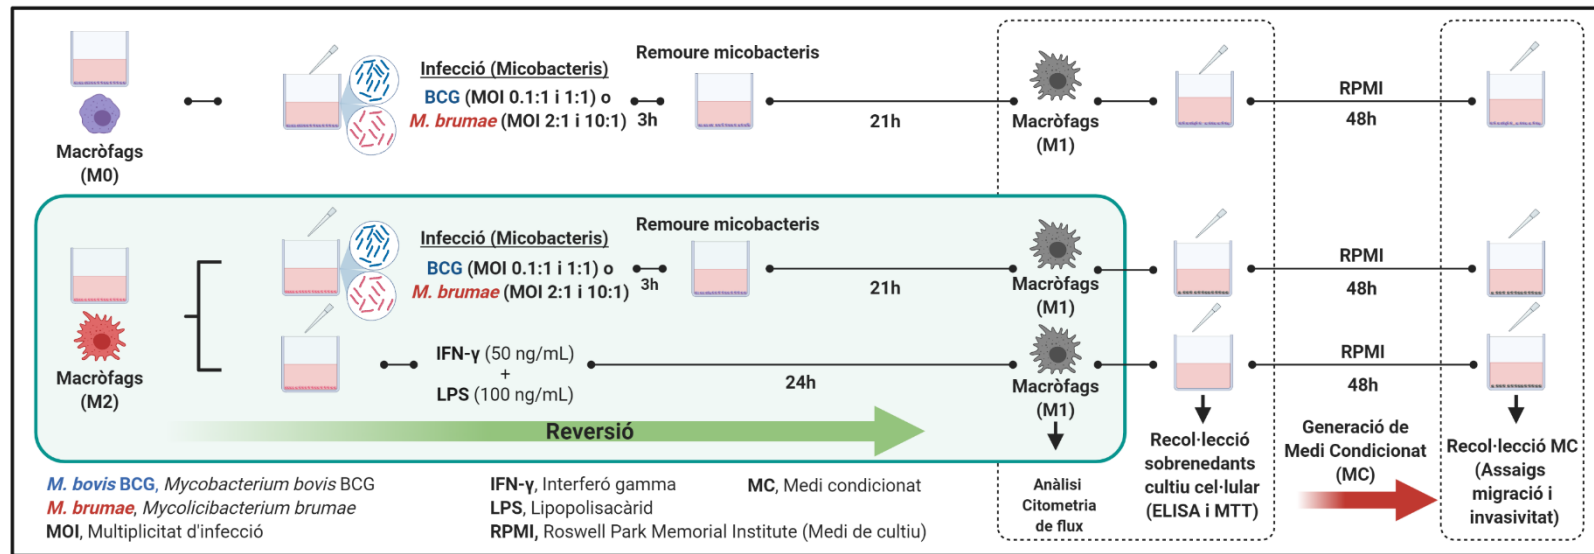 Macròfags
(M0)
Infecció (Micobacteris)
BCG (MOI 0.1:1 i 1:1) o
M. brumae (MOI 2:1 i 10:1)
3h
Remoure micobacteris
21h
Macròfags
(M1)
RPMI
48h
Macròfags
(M2)
Infecció (Micobacteris)
BCG (MOI 0.1:1 i 1:1) o
M. brumae (MOI 2:1 i 10:1)
3h
Remoure micobacteris
21h
Macròfags
(M1)
RPMI
48h
IFN-γ (50 ng/mL)
+
LPS (100 ng/mL)
24h
Macròfags
(M1)
RPMI
48h
Reversió
Anàlisi
Citometria
de flux
Recol·lecció
sobrenedants
cultiu cel·lular
(ELISA i MTT)
Generació de
Medi Condicionat
(MC)
Recol·lecció MC
(Assaigs
migració i
invasivitat)
M. bovis BCG, Mycobacterium bovis BCG
M. brumae, Mycolicibacterium brumae
MOI, Multiplicitat d'infecció
IFN-γ, Interferó gamma
LPS, Lipopolisacàrid
RPMI, Roswell Park Memorial Institute (Medi de cultiu)
MC, Medi condicionat